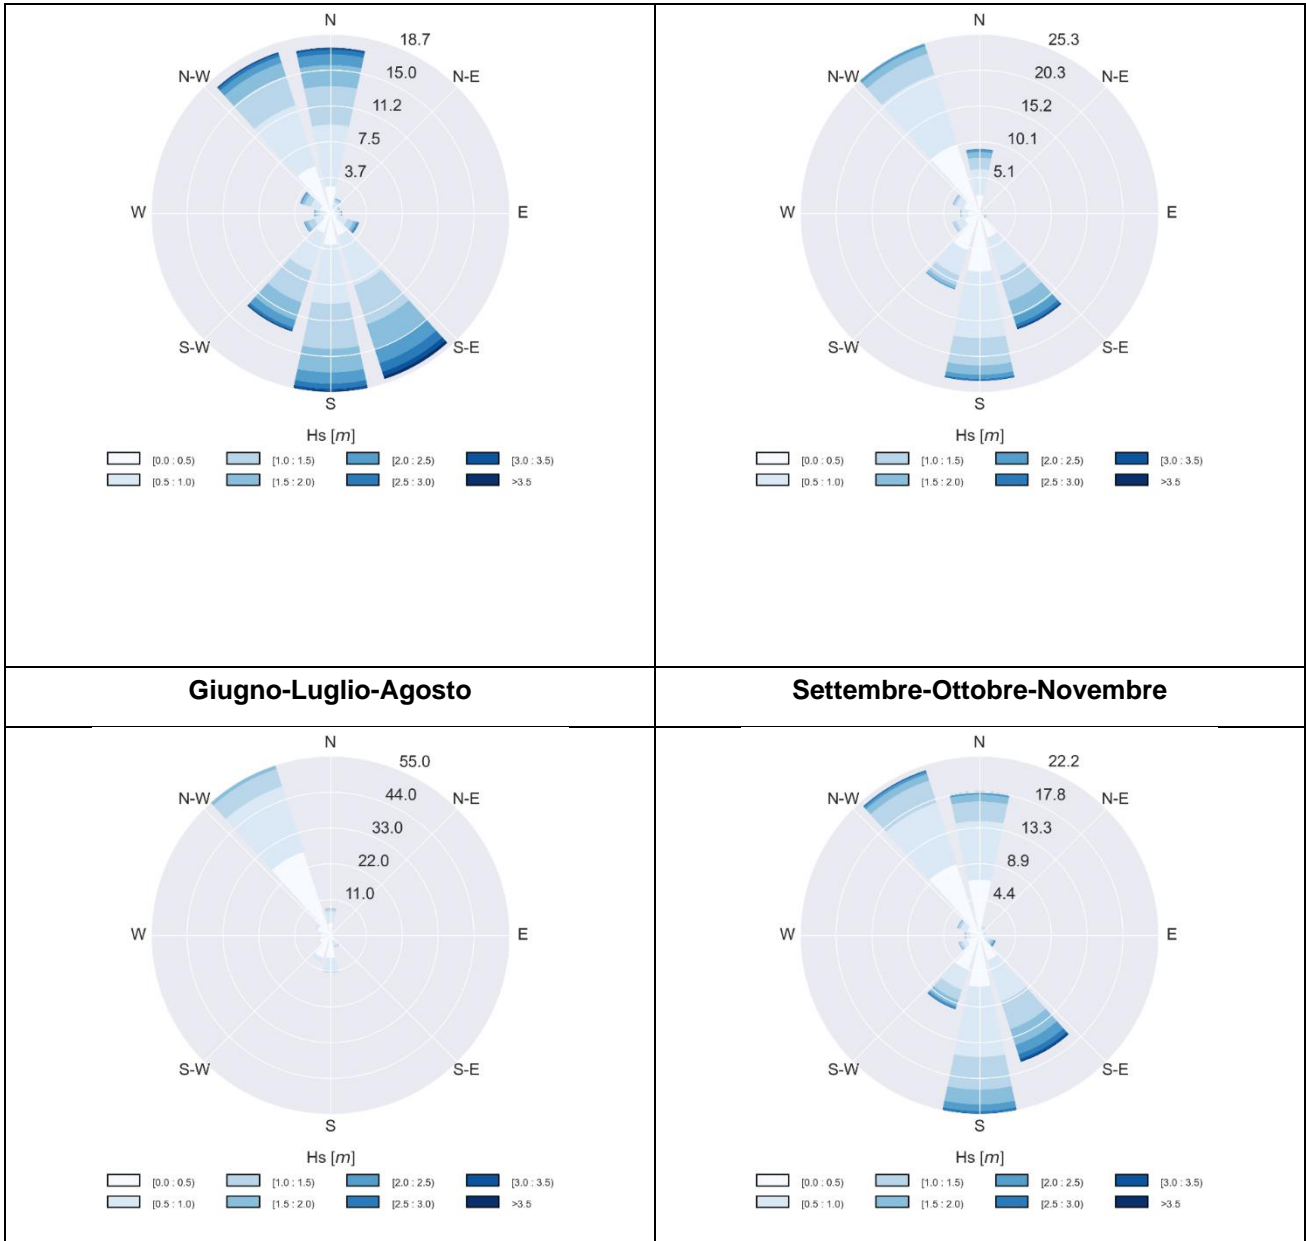 N
18.7
N-W
15.0
N-E
11.2
7.5
3.7
W
E
S-W
S-E
S
Hs [m]
[0.0 : 0.5)
[1.0 : 1.5)
[2.0 : 2.5)
[3.0 : 3.5)
[0.5 : 1.0)
[1.5 : 2.0)
[2.5 : 3.0)
>3.5
N
25.3
N-W
20.3
N-E
15.2
10.1
5.1
W
E
S-W
S-E
S
Hs [m]
[0.0 : 0.5)
[1.0 : 1.5)
[2.0 : 2.5)
[3.0 : 3.5)
[0.5 : 1.0)
[1.5 : 2.0)
[2.5 : 3.0)
>3.5
Giugno-Luglio-Agosto
Settembre-Ottobre-Novembre
N
55.0
N-W
44.0
N-E
33.0
22.0
11.0
W
E
S-W
S-E
S
Hs [m]
[0.0 : 0.5)
[1.0 : 1.5)
[2.0 : 2.5)
[3.0 : 3.5)
[0.5 : 1.0)
[1.5 : 2.0)
[2.5 : 3.0)
>3.5
N
22.2
N-W
17.8
N-E
13.3
8.9
4.4
W
E
S-W
S-E
S
Hs [m]
[0.0 : 0.5)
[1.0 : 1.5)
[2.0 : 2.5)
[3.0 : 3.5)
[0.5 : 1.0)
[1.5 : 2.0)
[2.5 : 3.0)
>3.5